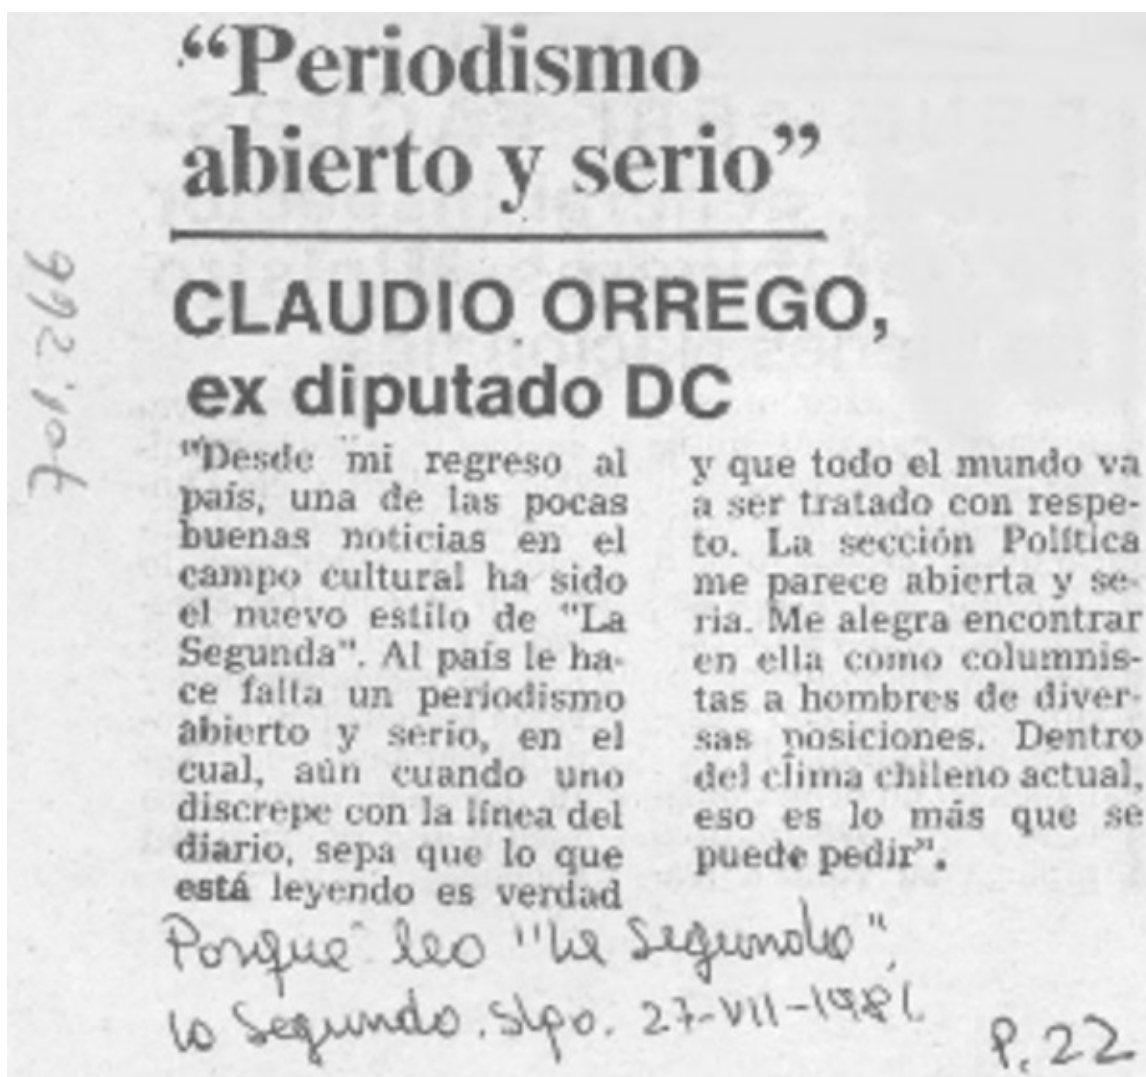 “Periodismo
abierto y serio”
CLAUDIO ORREGO,
ex diputado DC
"Desde mi regreso al
país, una de las pocas
buenas noticias en el
campo cultural ha sido
el nuevo estilo de "La
Segunda". Al país le ha-
ce falta un periodismo
abierto y serio, en el
cual, aún cuando uno
discrepe con la línea del
diario, sepa que lo que
está leyendo es verdad
y que todo el mundo va
a ser tratado con respe-
to. La sección Política
me parece abierta y se-
ria. Me alegra encontrar
en ella como columnis-
tas a hombres de diver-
sas posiciones. Dentro
del clima chileno actual,
eso es lo más que se
puede pedir".
Porque leo "La Segunda",
La Segunda. Stgo. 27-VII-1981.
P. 22